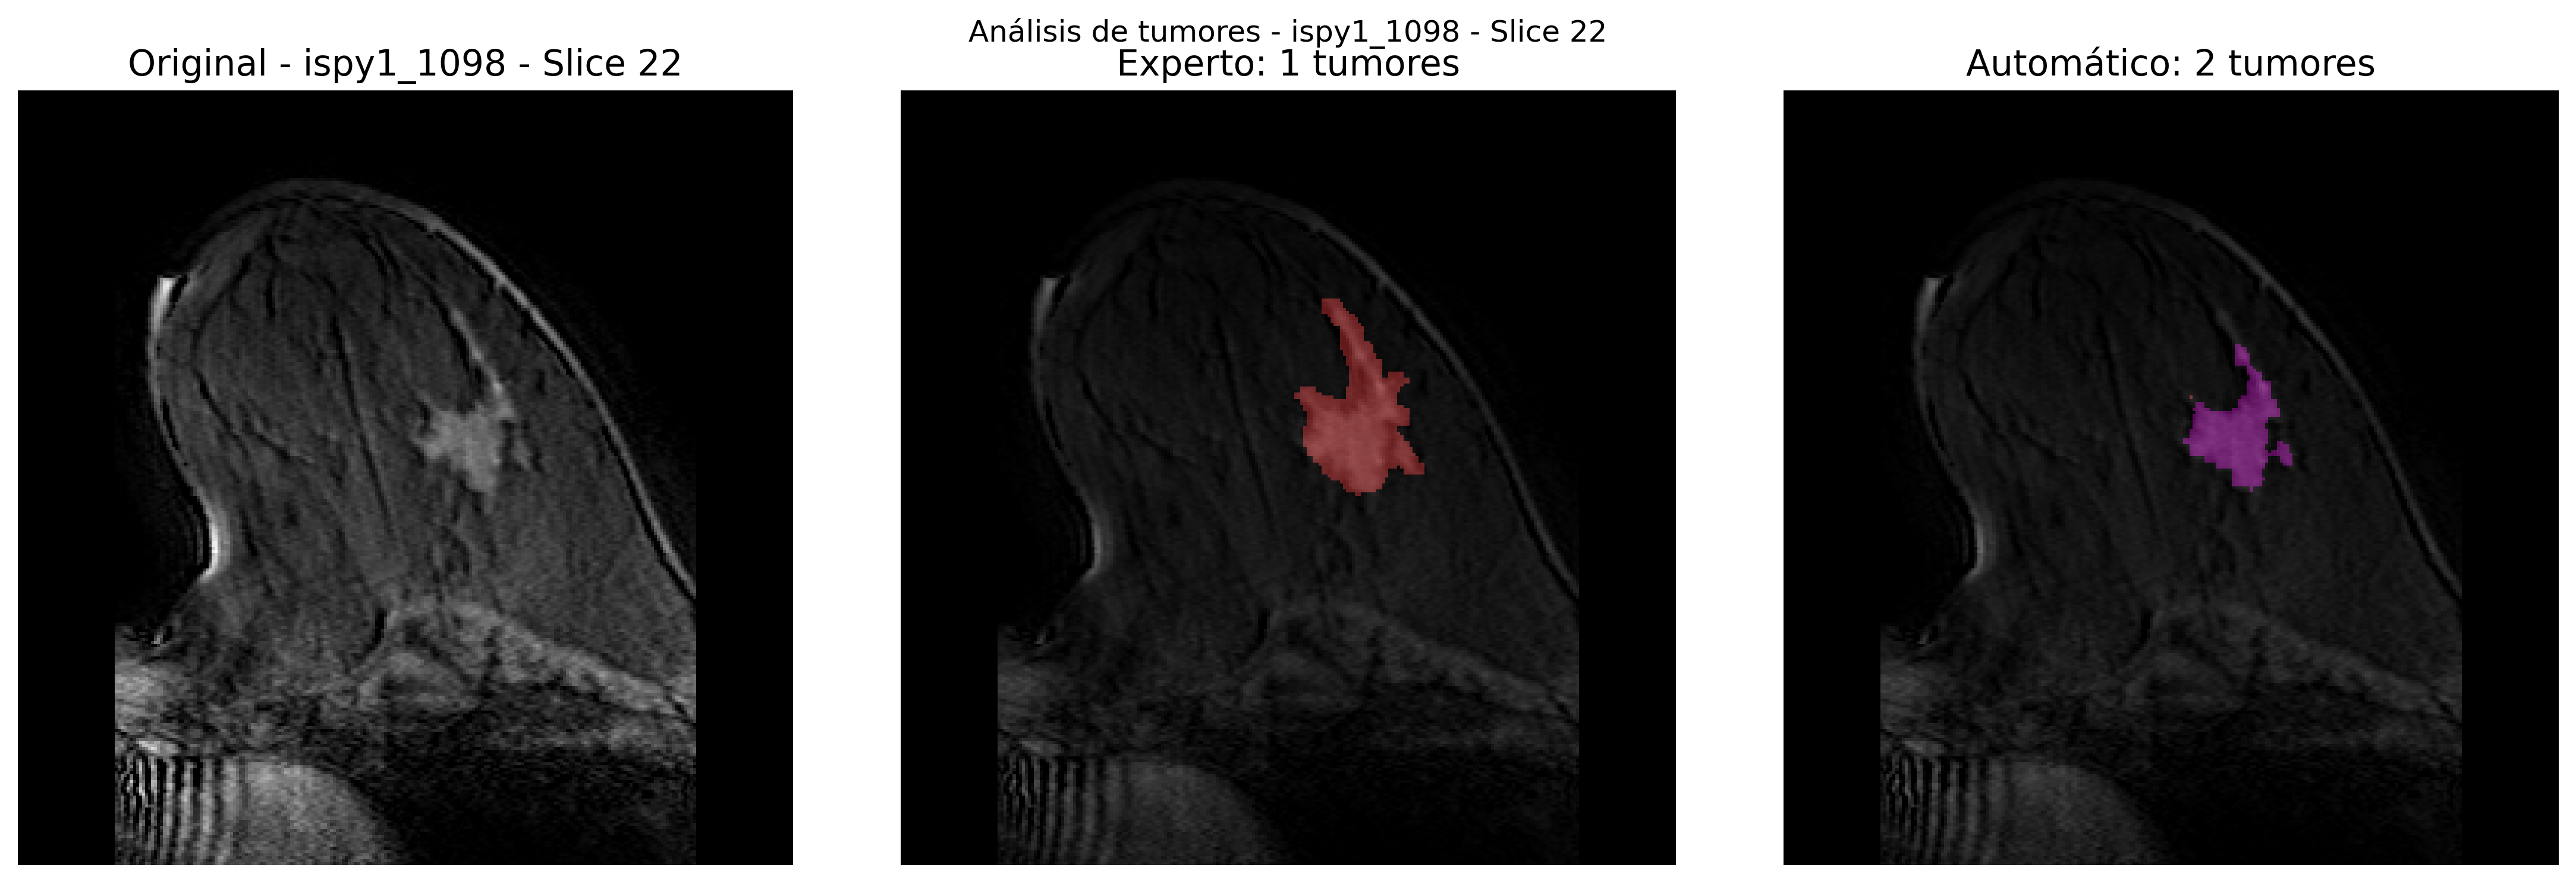 Análisis de tumores - ispy1_1098 - Slice 22
Original - ispy1_1098 - Slice 22
Experto: 1 tumores
Automático: 2 tumores